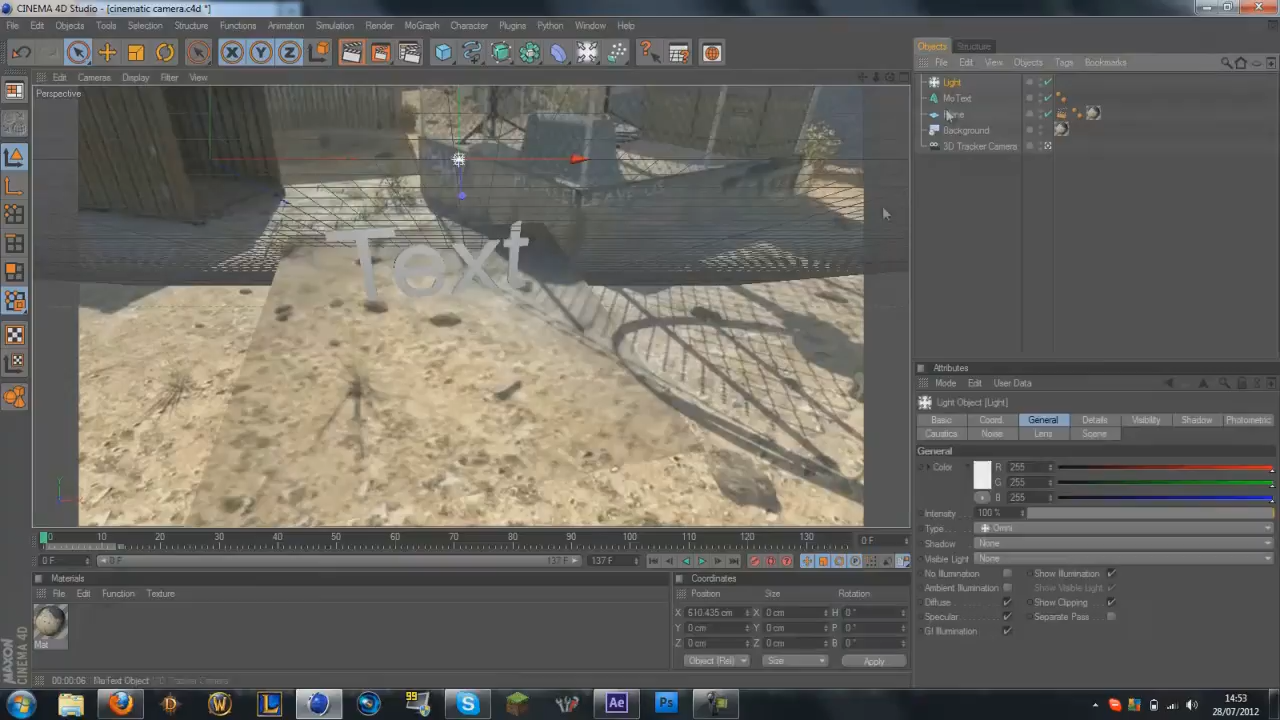 CINEMA 4D Studio - [cinematic camera.c4d *]
File Edit Objects Tools Selection Structure Functions Animation Simulation Render MoGraph Character Plugins Python Window Help
Objects Structure
Edit Cameras Display Filter View
File Edit View Objects Tags Bookmarks
Perspective
Light
MoText
Background
3D Tracker Camera
Text
Attributes
Mode Edit User Data
Light Object [Light]
Basic Coord. General Details Visibility Shadow Photometric
Caustics Noise Lens Scene
General
Color R 255
G 255
B 255
Intensity 100 %
Type Omni
Shadow None
Visible Light None
No Illumination Show Illumination
Ambient Illumination Show Visible Light
Diffuse Show Clipping
Specular Separate Pass
GI Illumination
0 10 20 30 40 50 60 70 80 90 100 110 120 130 0 F
0 F 0 F 137 F 137 F
Materials
File Edit Function Texture
Mat
Coordinates
Position Size Rotation
X 610.435 cm X 0 cm H 0 °
Y 0 cm Y 0 cm P 0 °
Z 0 cm Z 0 cm B 0 °
Object (Rel) Size Apply
MAXON
CINEMA 4D
00:00:06 MoText Object
99
Ae
Ps
14:53
28/07/2012